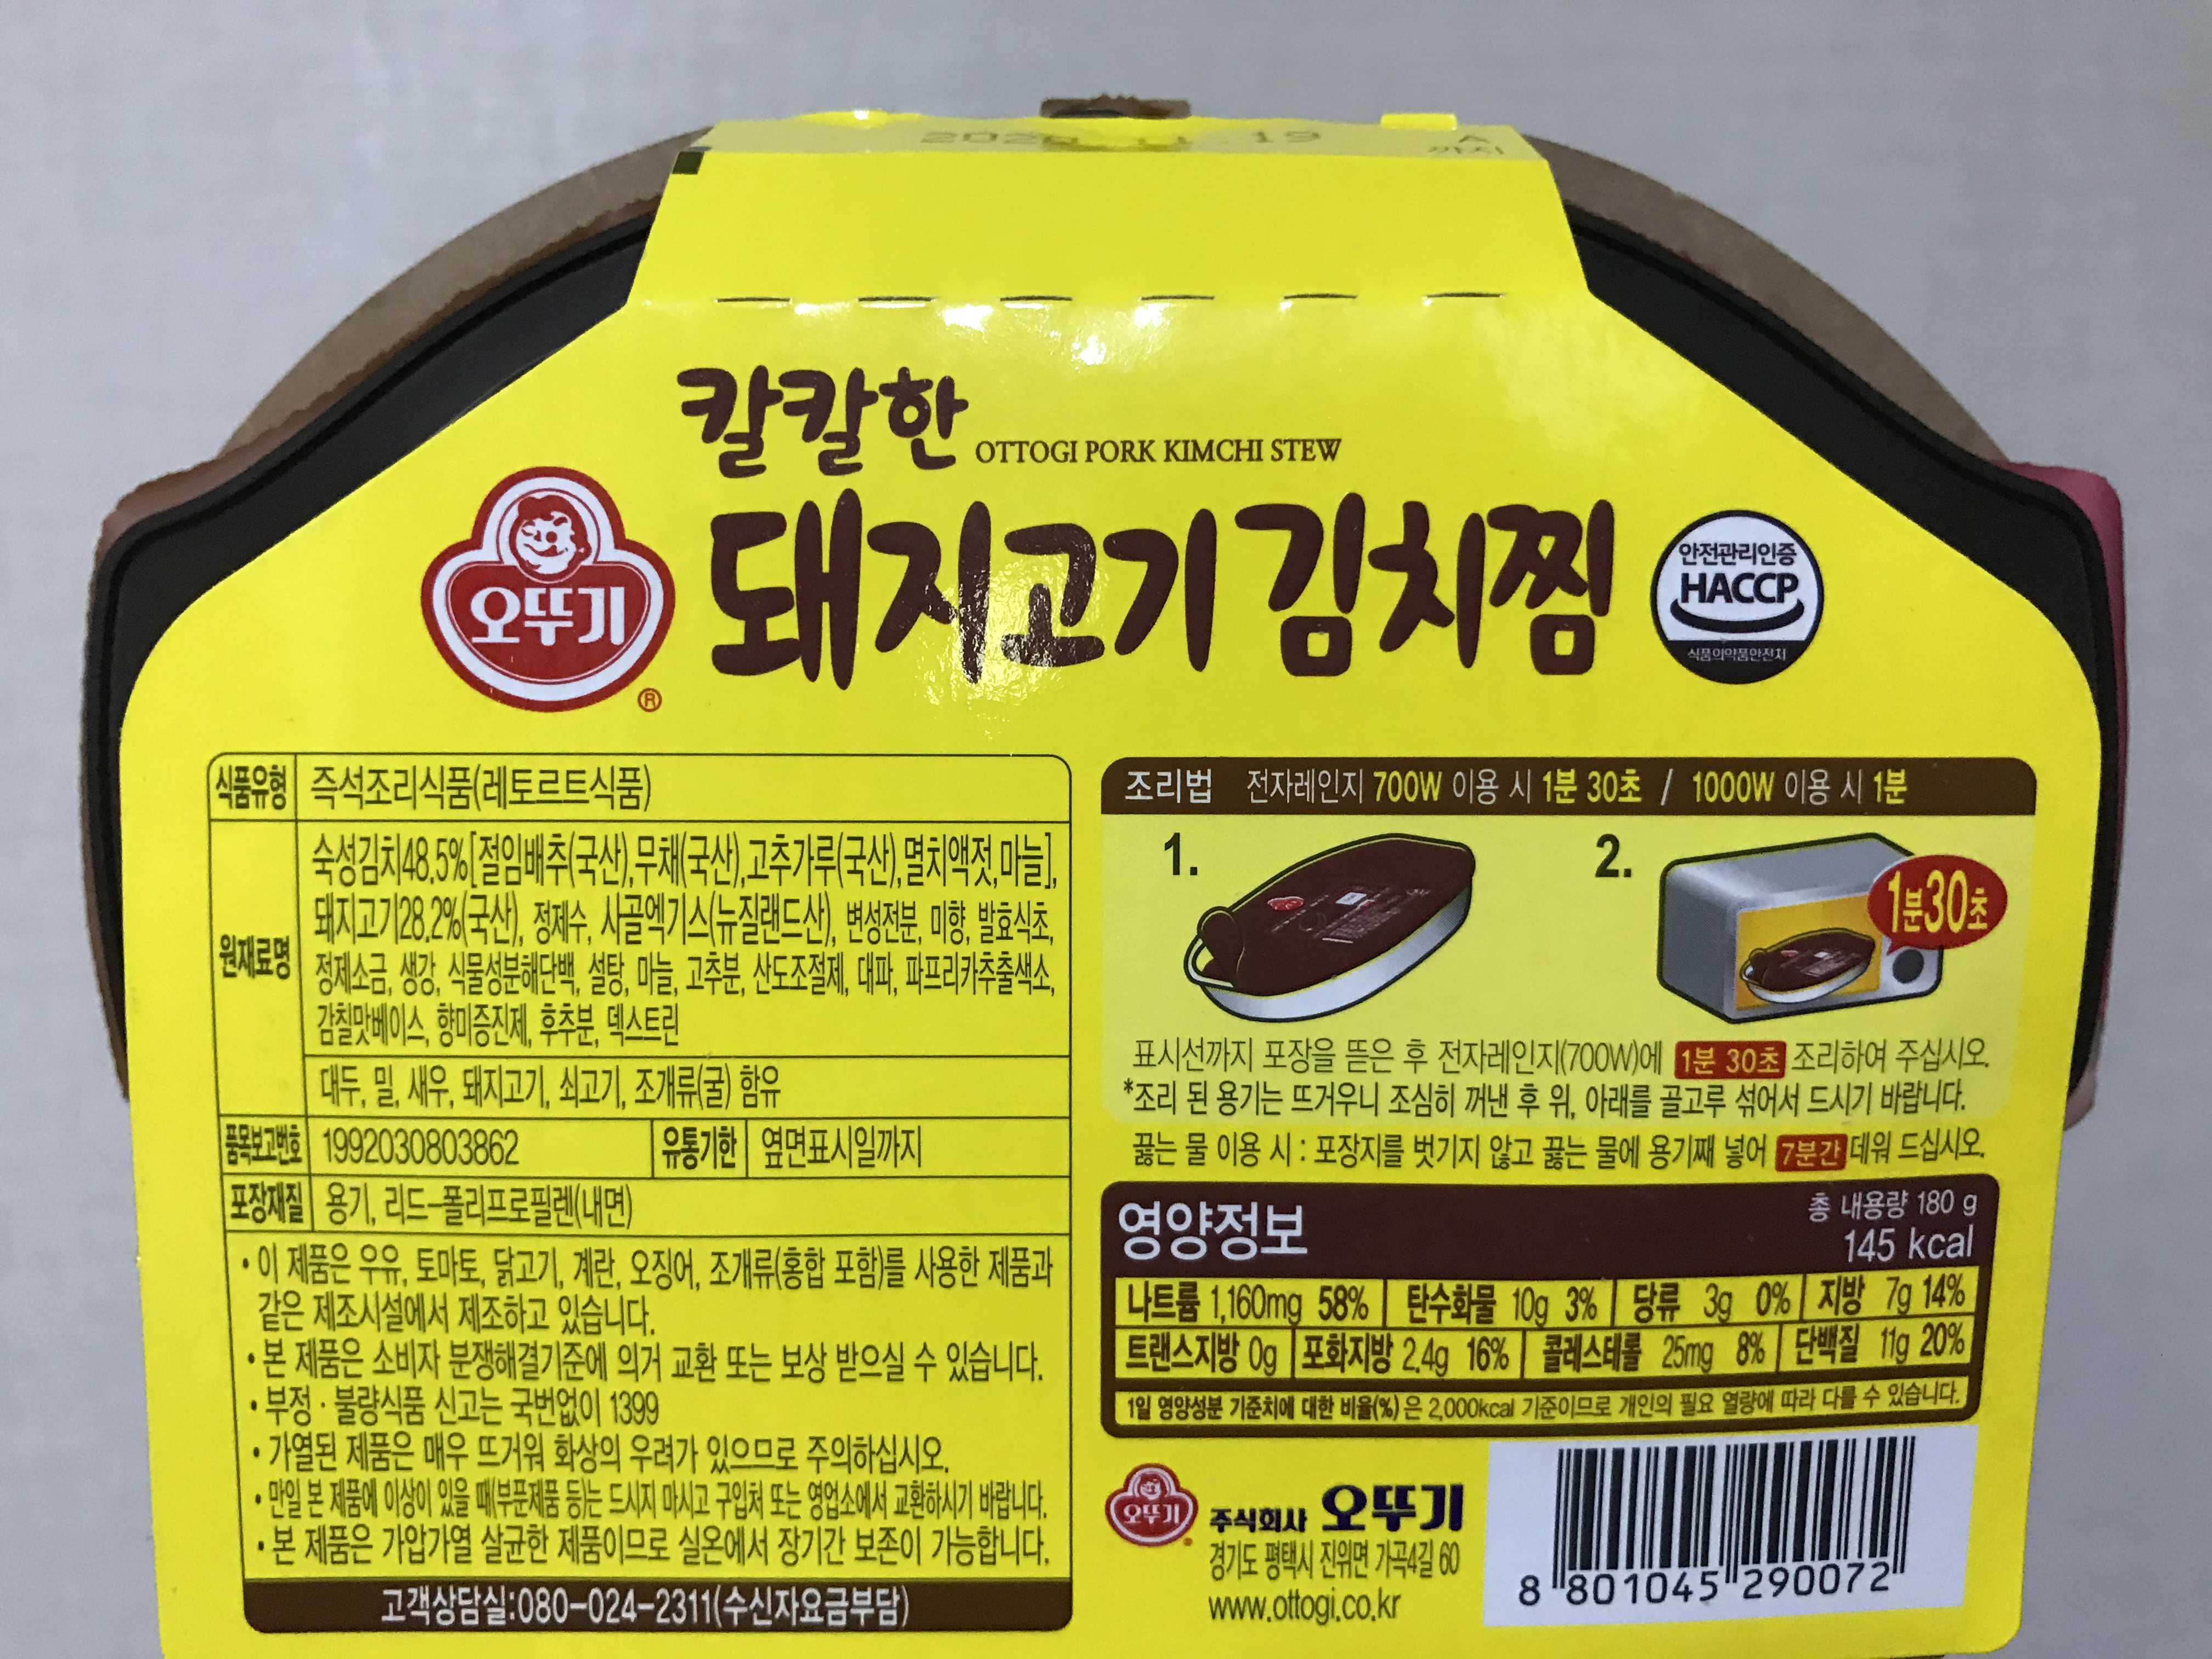 19
까지
칼칼한
OTTOGI PORK KIMCHI STEW
돼지고기 김치찜
오뚜기
®
안전관리인증
HACCP
식품의약품안전처
식품유형 즉석조리식품(레토르트식품)
원재료명
숙성김치48.5%[절임배추(국산),무채(국산),고추가루(국산),멸치액젓,마늘],
돼지고기28.2%(국산), 정제수, 사골엑기스(뉴질랜드산), 변성전분, 미향, 발효식초,
정제소금, 생강, 식물성분해단백, 설탕, 마늘, 고추분, 산도조절제, 대파, 파프리카추출색소,
감칠맛베이스, 향미증진제, 후추분, 덱스트린
대두, 밀, 새우, 돼지고기, 쇠고기, 조개류(굴) 함유
품목보고번호 1992030803862 유통기한 옆면표시일까지
포장재질 용기, 리드-폴리프로필렌(내면)
• 이 제품은 우유, 토마토, 닭고기, 계란, 오징어, 조개류(홍합 포함)를 사용한 제품과
같은 제조시설에서 제조하고 있습니다.
• 본 제품은 소비자 분쟁해결기준에 의거 교환 또는 보상 받으실 수 있습니다.
• 부정 · 불량식품 신고는 국번없이 1399
• 가열된 제품은 매우 뜨거워 화상의 우려가 있으므로 주의하십시오.
• 만일 본 제품에 이상이 있을 때(부푼제품 등)는 드시지 마시고 구입처 또는 영업소에서 교환하시기 바랍니다.
• 본 제품은 가압가열 살균한 제품이므로 실온에서 장기간 보존이 가능합니다.
고객상담실:080-024-2311(수신자요금부담)
조리법 전자레인지 700W 이용 시 1분 30초 / 1000W 이용 시 1분
1.
2.
1분30초
표시선까지 포장을 뜯은 후 전자레인지(700W)에 1분 30초 조리하여 주십시오.
*조리 된 용기는 뜨거우니 조심히 꺼낸 후 위, 아래를 골고루 섞어서 드시기 바랍니다.
끓는 물 이용 시 : 포장지를 벗기지 않고 끓는 물에 용기째 넣어 7분간 데워 드십시오.
영양정보
총 내용량 180 g
145 kcal
나트륨 1,160mg 58% 탄수화물 10g 3% 당류 3g 0% 지방 7g 14%
트랜스지방 0g 포화지방 2.4g 16% 콜레스테롤 25mg 8% 단백질 11g 20%
1일 영양성분 기준치에 대한 비율(%)은 2,000kcal 기준이므로 개인의 필요 열량에 따라 다를 수 있습니다.
오뚜기
주식회사 오뚜기
경기도 평택시 진위면 가곡4길 60
www.ottogi.co.kr
8 801045 290072